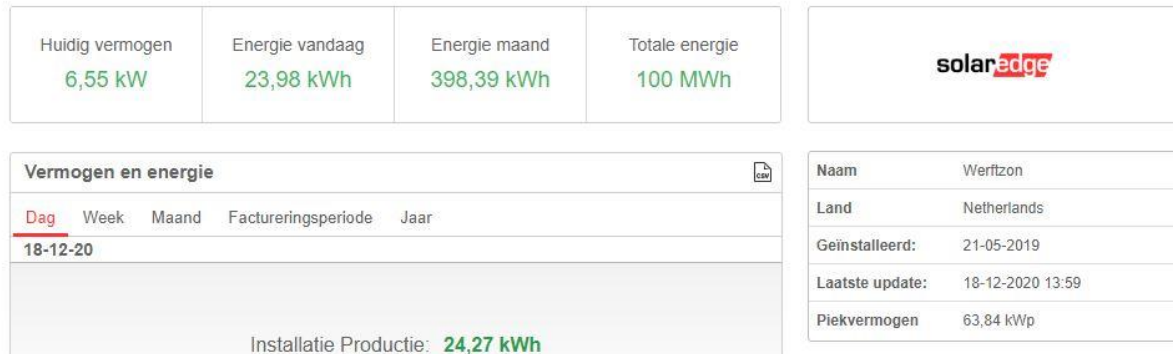 Huidig vermogen Energie vandaag Energie maand Totale energie
6,55 kW 23,98 kWh 398,39 kWh 100 MWh
solaredge
Vermogen en energie
CSV
Dag Week Maand Factureringsperiode Jaar
18-12-20
Installatie Productie: 24,27 kWh
Naam Werftzon
Land Netherlands
Geïnstalleerd: 21-05-2019
Laatste update: 18-12-2020 13:59
Piekvermogen 63,84 kWp